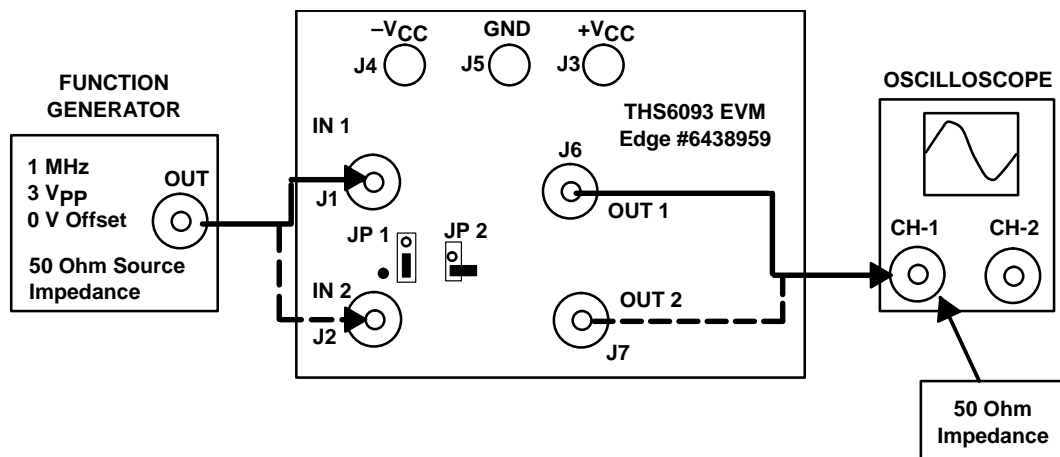 –VCC
GND
+VCC
J4
J5
J3
FUNCTION
GENERATOR
1 MHz
3 VPP
0 V Offset
50 Ohm Source
Impedance
OUT
IN 1
J1
JP 1
JP 2
IN 2
J2
THS6093 EVM
Edge #6438959
J6
OUT 1
OUT 2
J7
OSCILLOSCOPE
CH-1
CH-2
50 Ohm
Impedance